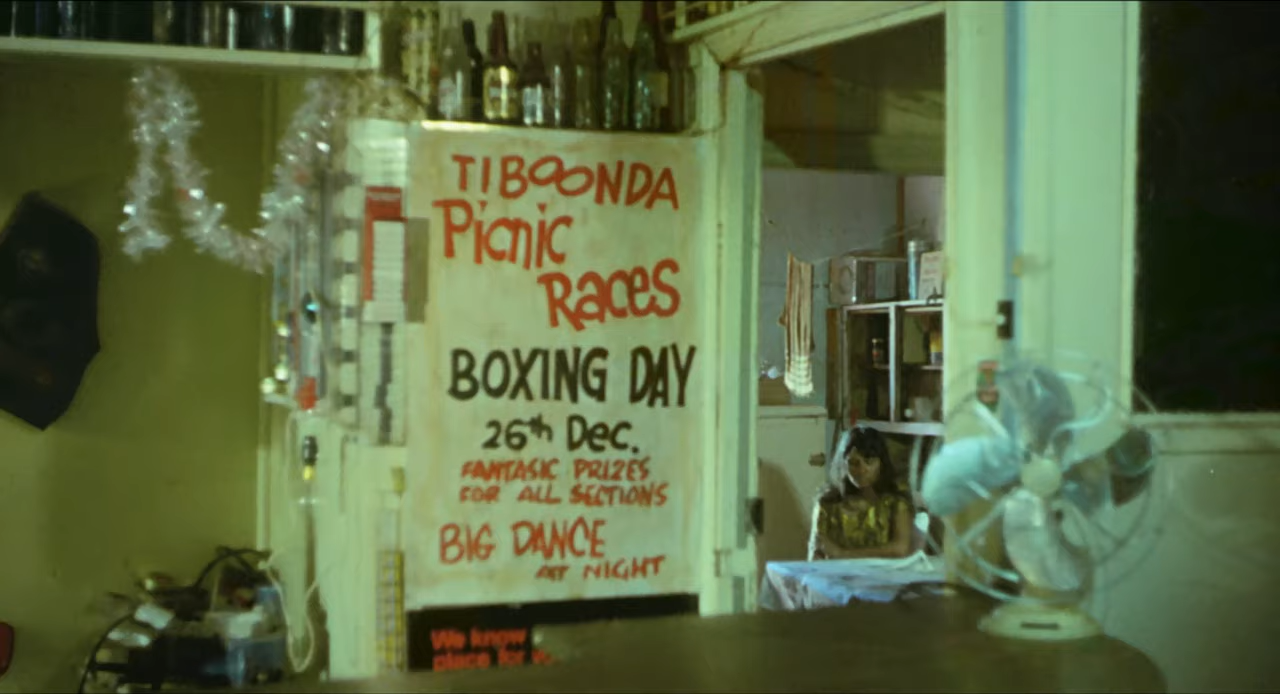 TIBOONDA
Picnic
Races
BOXING DAY
26th Dec.
FANTASIC PRIZES
FOR ALL SECTIONS
BIG DANCE
AT NIGHT
We know
place for